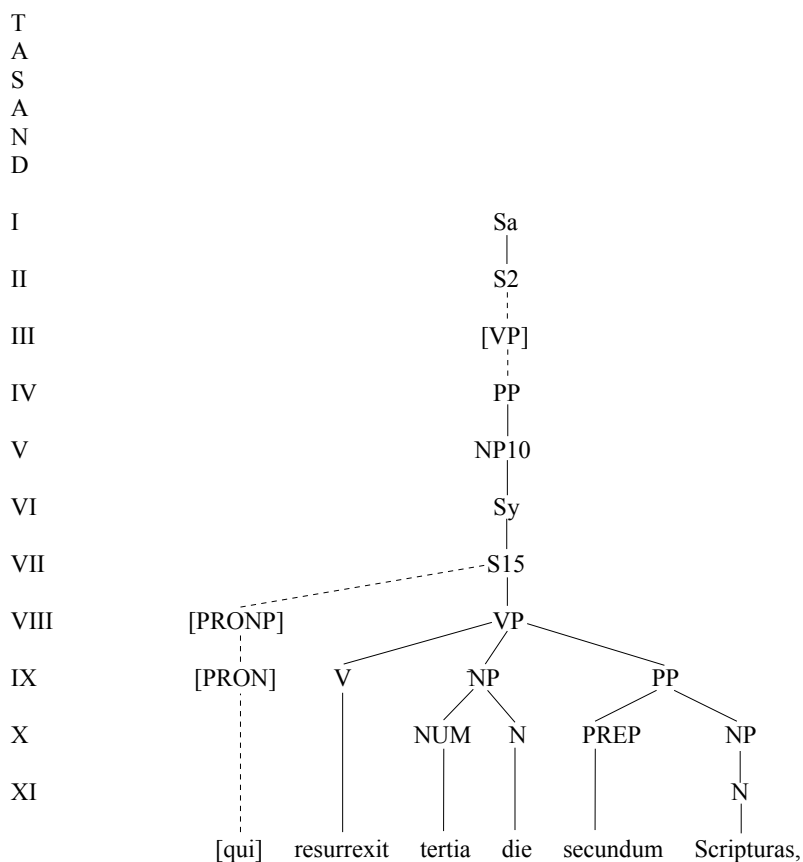 T
A
S
A
N
D
I Sa
II S2
III [VP]
IV PP
V NP10
VI Sy
VII S15
VIII [PRONP] VP
IX [PRON] V NP PP
X NUM N PREP NP
XI N
[qui] resurrexit tertia die secundum Scripturas,